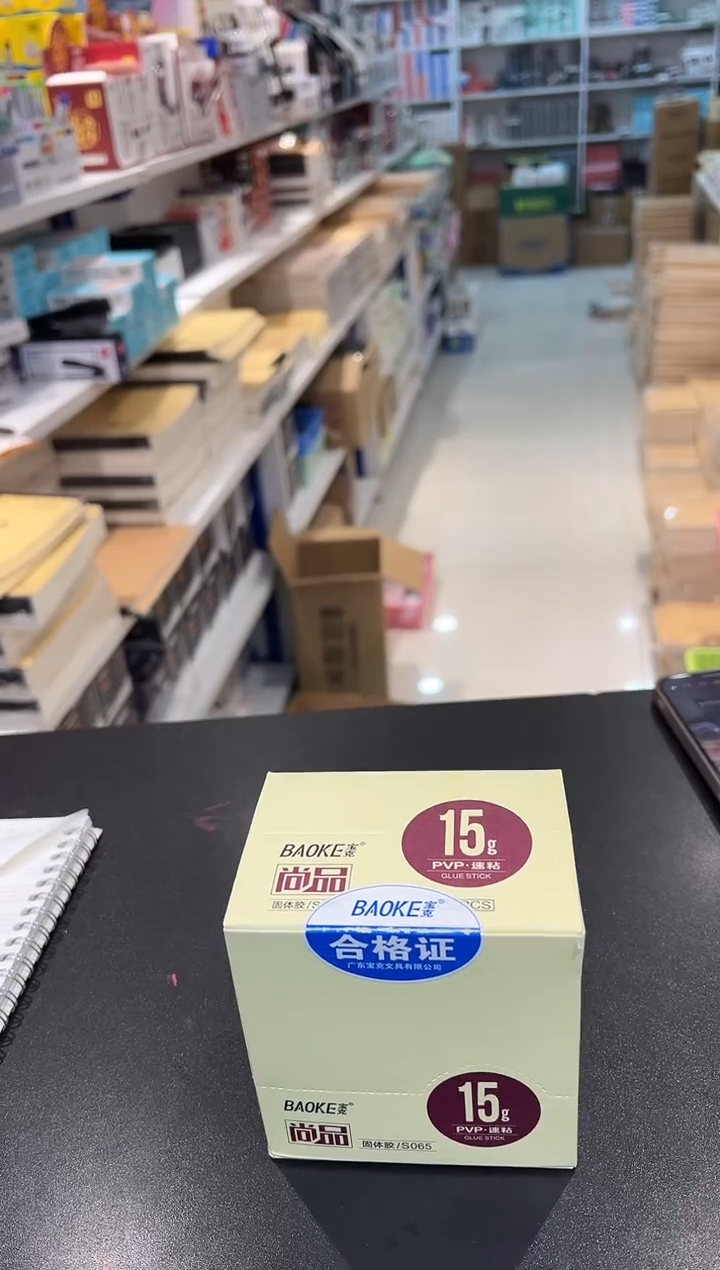 BAOKE宝克®
尚品
15g
PVP·速粘
GLUE STICK
固体胶/S
PCS
BAOKE宝克®
合格证
广东宝克文具有限公司
BAOKE宝克®
尚品
固体胶/S065
15g
PVP·速粘
GLUE STICK